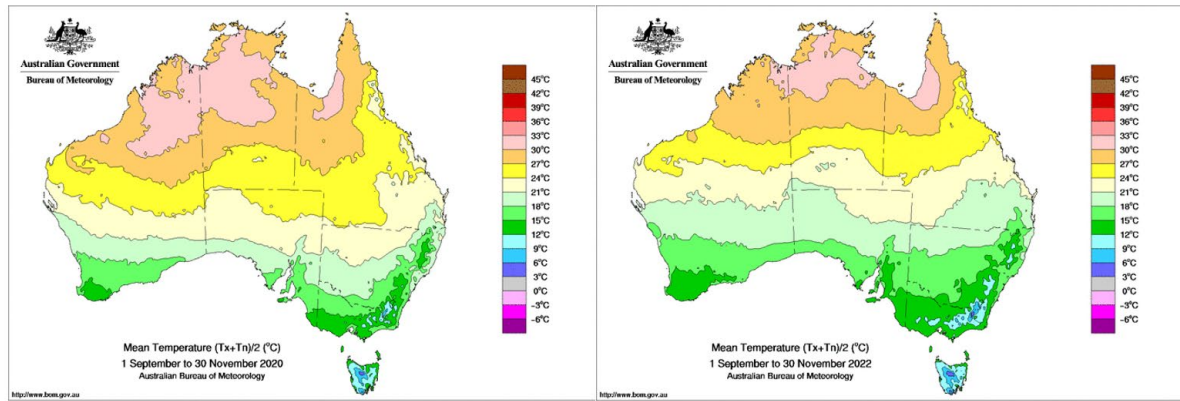 Australian Government
Bureau of Meteorology
45°C
42°C
39°C
36°C
33°C
30°C
27°C
24°C
21°C
18°C
15°C
12°C
9°C
6°C
3°C
0°C
-3°C
-6°C
Mean Temperature (Tx+Tn)/2 (°C)
1 September to 30 November 2020
Australian Bureau of Meteorology
http://www.bom.gov.au
Australian Government
Bureau of Meteorology
45°C
42°C
39°C
36°C
33°C
30°C
27°C
24°C
21°C
18°C
15°C
12°C
9°C
6°C
3°C
0°C
-3°C
-6°C
Mean Temperature (Tx+Tn)/2 (°C)
1 September to 30 November 2022
Australian Bureau of Meteorology
http://www.bom.gov.au